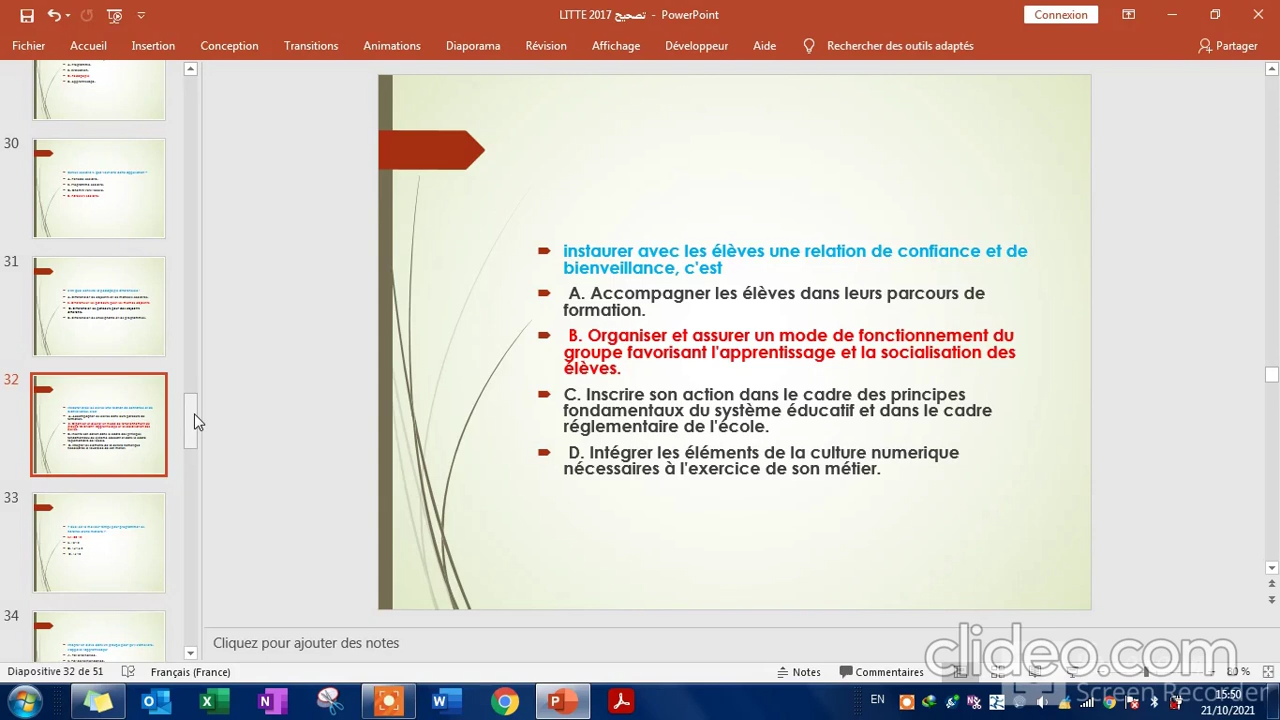 LITTE 2017 تصحيح - PowerPoint
Connexion
Fichier Accueil Insertion Conception Transitions Animations Diaporama Révision Affichage Développeur Aide Rechercher des outils adaptés Partager
30
31
32
33
34
instaurer avec les élèves une relation de confiance et de
bienveillance, c'est
A. Accompagner les élèves dans leurs parcours de
formation.
B. Organiser et assurer un mode de fonctionnement du
groupe favorisant l'apprentissage et la socialisation des
élèves.
C. Inscrire son action dans le cadre des principes
fondamentaux du système éducatif et dans le cadre
réglementaire de l'école.
D. Intégrer les éléments de la culture numerique
nécessaires à l'exercice de son métier.
Cliquez pour ajouter des notes
Diapositive 32 de 51 Français (France) Notes Commentaires
gideo.com
Screen Recorder
EN
15:50
21/10/2021